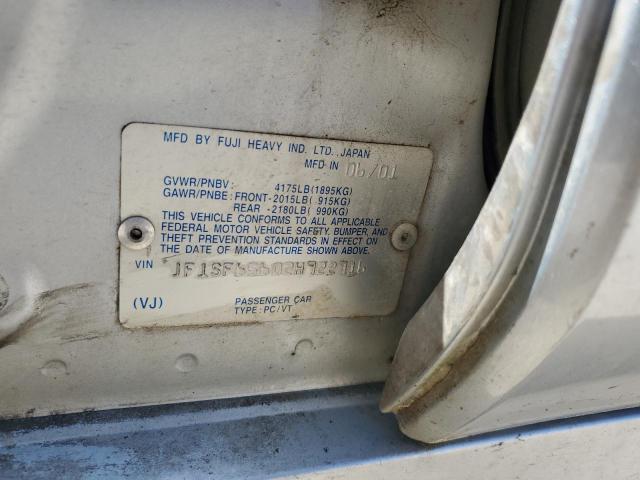 MFD BY FUJI HEAVY IND. LTD., JAPAN
MFD IN 06/01
GVWR/PNBV: 4175LB(1895KG)
GAWR/PNBE: FRONT-2015LB( 915KG)
REAR -2180LB( 990KG)
THIS VEHICLE CONFORMS TO ALL APPLICABLE
FEDERAL MOTOR VEHICLE SAFETY, BUMPER, AND
THEFT PREVENTION STANDARDS IN EFFECT ON
THE DATE OF MANUFACTURE SHOWN ABOVE.
VIN
(VJ)
PASSENGER CAR
TYPE: PC/VT